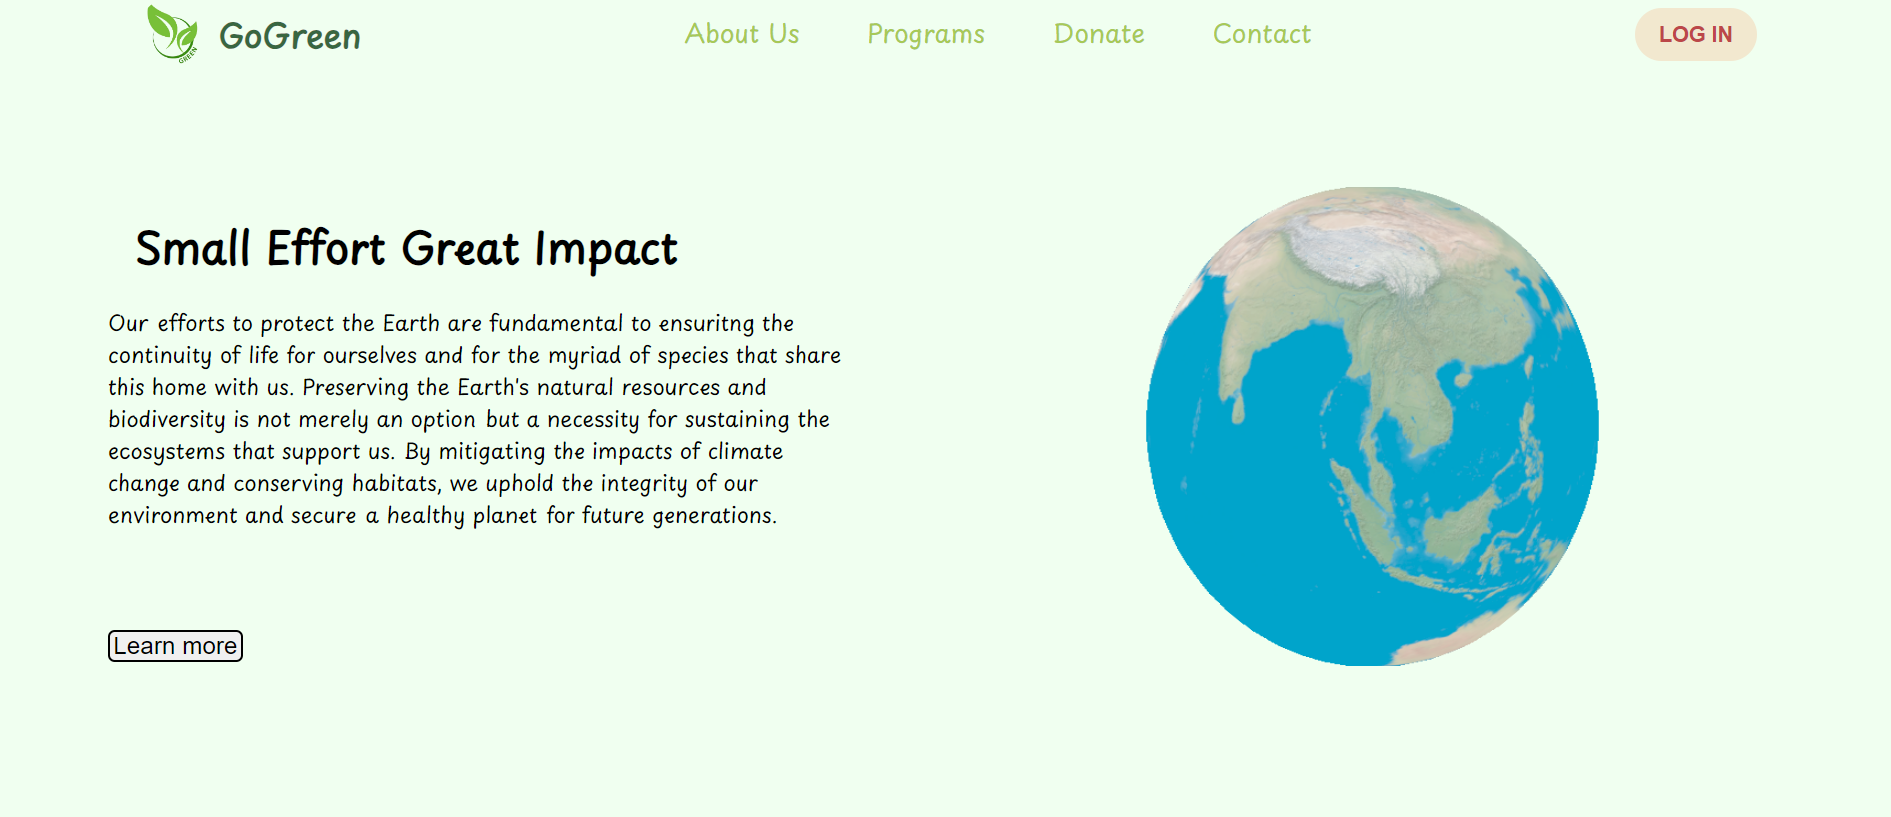 GREEN
GoGreen
About Us
Programs
Donate
Contact
LOG IN
Small Effort Great Impact
Our efforts to protect the Earth are fundamental to ensuritng the
continuity of life for ourselves and for the myriad of species that share
this home with us. Preserving the Earth's natural resources and
biodiversity is not merely an option but a necessity for sustaining the
ecosystems that support us. By mitigating the impacts of climate
change and conserving habitats, we uphold the integrity of our
environment and secure a healthy planet for future generations.
Learn more